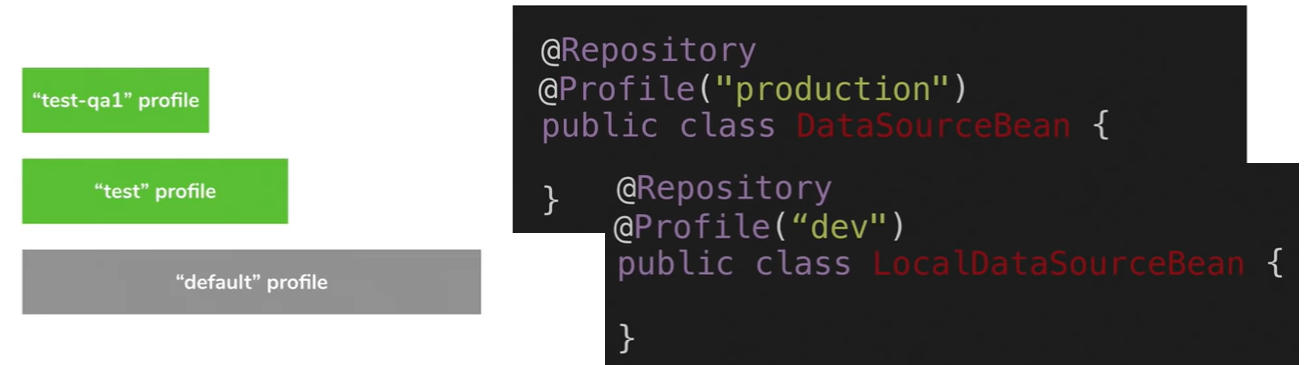 “test-qa1” profile
“test” profile
“default” profile
@Repository
@Profile("production")
public class DataSourceBean {
}
@Repository
@Profile(“dev")
public class LocalDataSourceBean {
}